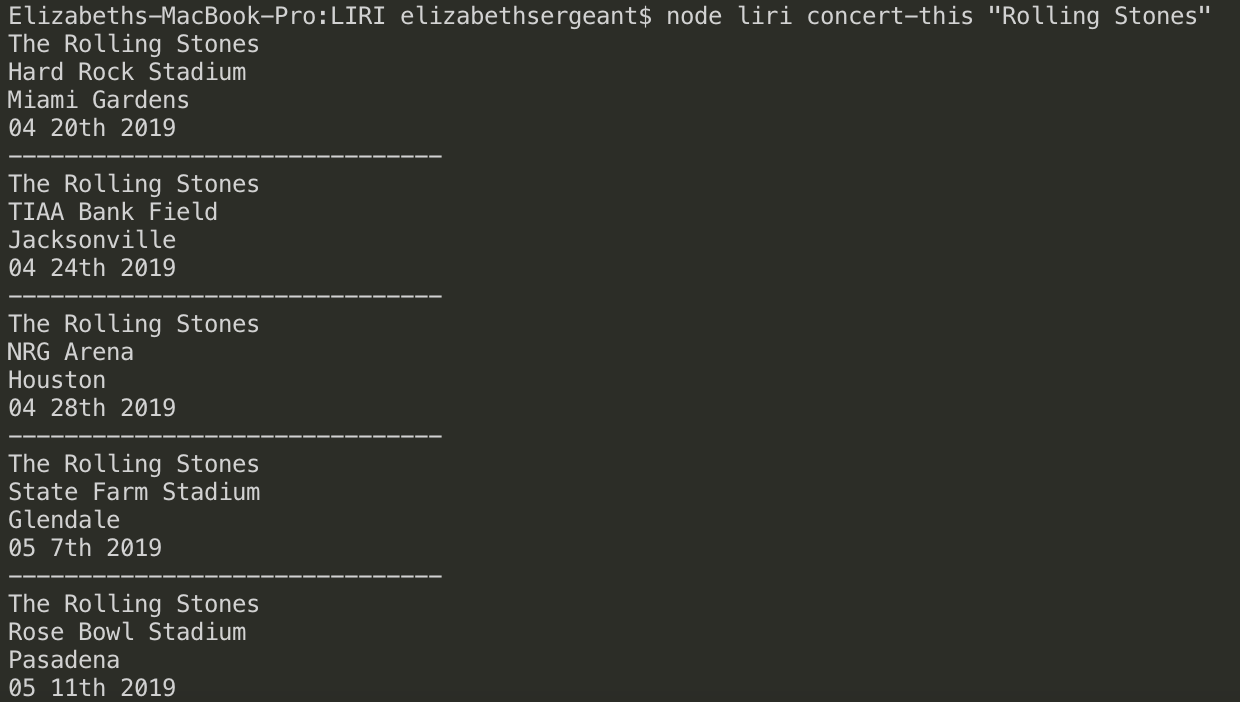 Elizabeths-MacBook-Pro:LIRI elizabethsergeant$ node liri concert-this "Rolling Stones"
The Rolling Stones
Hard Rock Stadium
Miami Gardens
04 20th 2019
-------------------------------
The Rolling Stones
TIAA Bank Field
Jacksonville
04 24th 2019
-------------------------------
The Rolling Stones
NRG Arena
Houston
04 28th 2019
-------------------------------
The Rolling Stones
State Farm Stadium
Glendale
05 7th 2019
-------------------------------
The Rolling Stones
Rose Bowl Stadium
Pasadena
05 11th 2019